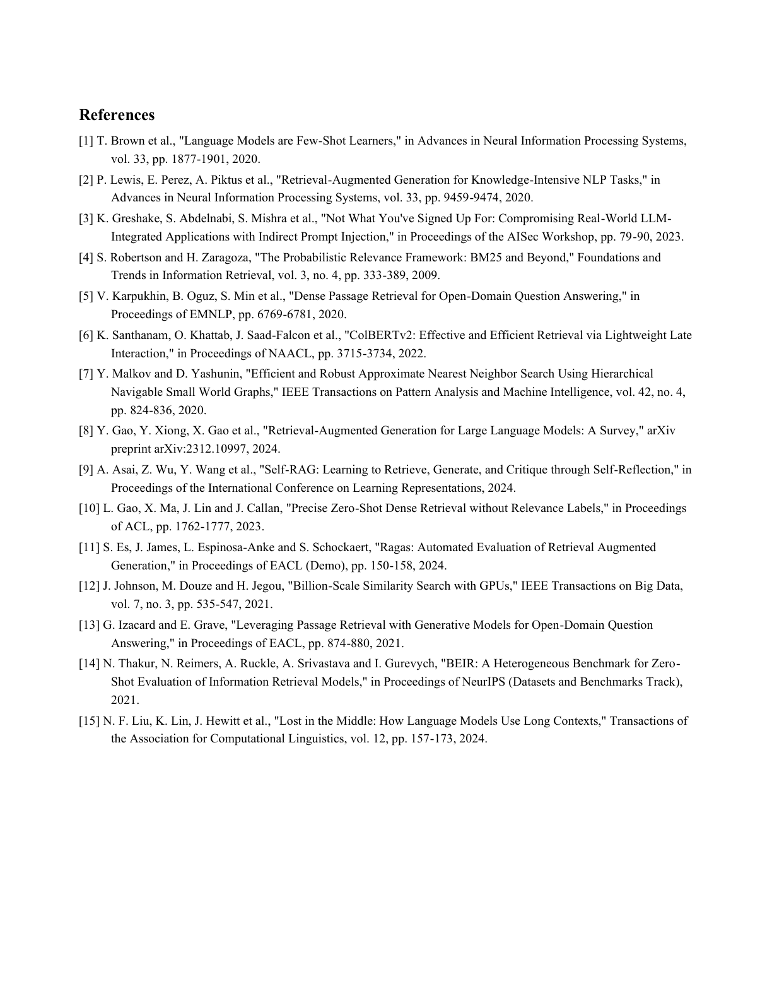 References
[1] T. Brown et al., "Language Models are Few-Shot Learners," in Advances in Neural Information Processing Systems,
vol. 33, pp. 1877-1901, 2020.
[2] P. Lewis, E. Perez, A. Piktus et al., "Retrieval-Augmented Generation for Knowledge-Intensive NLP Tasks," in
Advances in Neural Information Processing Systems, vol. 33, pp. 9459-9474, 2020.
[3] K. Greshake, S. Abdelnabi, S. Mishra et al., "Not What You've Signed Up For: Compromising Real-World LLM-
Integrated Applications with Indirect Prompt Injection," in Proceedings of the AISec Workshop, pp. 79-90, 2023.
[4] S. Robertson and H. Zaragoza, "The Probabilistic Relevance Framework: BM25 and Beyond," Foundations and
Trends in Information Retrieval, vol. 3, no. 4, pp. 333-389, 2009.
[5] V. Karpukhin, B. Oguz, S. Min et al., "Dense Passage Retrieval for Open-Domain Question Answering," in
Proceedings of EMNLP, pp. 6769-6781, 2020.
[6] K. Santhanam, O. Khattab, J. Saad-Falcon et al., "ColBERTv2: Effective and Efficient Retrieval via Lightweight Late
Interaction," in Proceedings of NAACL, pp. 3715-3734, 2022.
[7] Y. Malkov and D. Yashunin, "Efficient and Robust Approximate Nearest Neighbor Search Using Hierarchical
Navigable Small World Graphs," IEEE Transactions on Pattern Analysis and Machine Intelligence, vol. 42, no. 4,
pp. 824-836, 2020.
[8] Y. Gao, Y. Xiong, X. Gao et al., "Retrieval-Augmented Generation for Large Language Models: A Survey," arXiv
preprint arXiv:2312.10997, 2024.
[9] A. Asai, Z. Wu, Y. Wang et al., "Self-RAG: Learning to Retrieve, Generate, and Critique through Self-Reflection," in
Proceedings of the International Conference on Learning Representations, 2024.
[10] L. Gao, X. Ma, J. Lin and J. Callan, "Precise Zero-Shot Dense Retrieval without Relevance Labels," in Proceedings
of ACL, pp. 1762-1777, 2023.
[11] S. Es, J. James, L. Espinosa-Anke and S. Schockaert, "Ragas: Automated Evaluation of Retrieval Augmented
Generation," in Proceedings of EACL (Demo), pp. 150-158, 2024.
[12] J. Johnson, M. Douze and H. Jegou, "Billion-Scale Similarity Search with GPUs," IEEE Transactions on Big Data,
vol. 7, no. 3, pp. 535-547, 2021.
[13] G. Izacard and E. Grave, "Leveraging Passage Retrieval with Generative Models for Open-Domain Question
Answering," in Proceedings of EACL, pp. 874-880, 2021.
[14] N. Thakur, N. Reimers, A. Ruckle, A. Srivastava and I. Gurevych, "BEIR: A Heterogeneous Benchmark for Zero-
Shot Evaluation of Information Retrieval Models," in Proceedings of NeurIPS (Datasets and Benchmarks Track),
2021.
[15] N. F. Liu, K. Lin, J. Hewitt et al., "Lost in the Middle: How Language Models Use Long Contexts," Transactions of
the Association for Computational Linguistics, vol. 12, pp. 157-173, 2024.